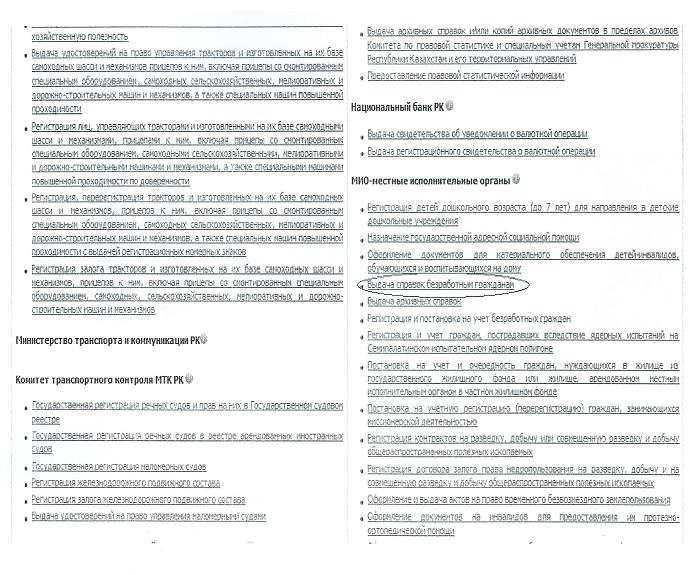 хозяйственную полезность
Выдача удостоверений на право управления тракторов и изготовленных на их базе
самоходных шасси и механизмов прицепов к ним, включая прицепы со смонтированным
специальным оборудованием, самоходных сельскохозяйственных, мелиоративных и
дорожно-строительных машин и механизмов, а также специальных машин повышенной
проходимости
Регистрация лиц, управляющих тракторами и изготовленными на их базе самоходными
шасси и механизмами, прицепами к ним, включая прицепы со смонтированным
специальным оборудованием, самоходными сельскохозяйственными, мелиоративными
и дорожно-строительными машинами и механизмами, а также специальными машинами
повышенной проходимости по доверенности
Регистрация, перерегистрация тракторов и изготовленных на их базе самоходных
шасси и механизмов, прицепов к ним, включая прицепы со смонтированным
специальным оборудованием, самоходных сельскохозяйственных, мелиоративных и
дорожно-строительных машин и механизмов, а также специальных машин повышенной
проходимости с выдачей регистрационных номерных знаков
Регистрация залога тракторов и изготовленных на их базе самоходных шасси и
механизмов, прицепов к ним, включая прицепы со смонтированным специальным
оборудованием, самоходных, сельскохозяйственных, мелиоративных и дорожно-
строительных машин и механизмов
Министерство транспорта и коммуникации РК
Комитет транспортного контроля МТК РК
Государственная регистрация речных судов и прав на них в Государственном судовом
реестре
Государственная регистрация речных судов в реестре арендованных иностранных
судов
Государственная регистрация маломерных судов
Регистрация железнодорожного подвижного состава
Регистрация залога железнодорожного подвижного состава
Выдача удостоверений на право управления маломерными судами
Выдача архивных справок и/или копий архивных документов в пределах архивов
Комитета по правовой статистике и специальным учетам Генеральной прокуратуры
Республики Казахстан и его территориальных управлений
Предоставление правовой статистической информации
Национальный банк РК
Выдача свидетельства об уведомлении о валютной операции
Выдача регистрационного свидетельства о валютной операции
МИО-местные исполнительные органы
Регистрация детей дошкольного возраста (до 7 лет) для направления в детские
дошкольные учреждения
Назначение государственной адресной социальной помощи
Оформление документов для материального обеспечения детей-инвалидов,
обучающихся и воспитывающихся на дому
Выдача справок безработным гражданам
Выдача архивных справок
Регистрация и постановка на учет безработных граждан
Регистрация и учет граждан, пострадавших вследствие ядерных испытаний на
Семипалатинском испытательном ядерном полигоне
Постановка на учет и очередность граждан, нуждающихся в жилище из
государственного жилищного фонда или жилище, арендованном местным
исполнительным органом в частном жилищном фонде
Постановка на учетную регистрацию (перерегистрацию) граждан, занимающихся
миссионерской деятельностью
Регистрация контрактов на разведку, добычу или совмещенную разведку и добычу
общераспространенных полезных ископаемых
Регистрация договора залога права недропользования на разведку, добычу и на
совмещенную разведку и добычу общераспространенных полезных ископаемых
Оформление и выдача актов на право временного безвозмездного землепользования
Оформление документов на инвалидов для предоставления им протезно-
ортопедической помощи